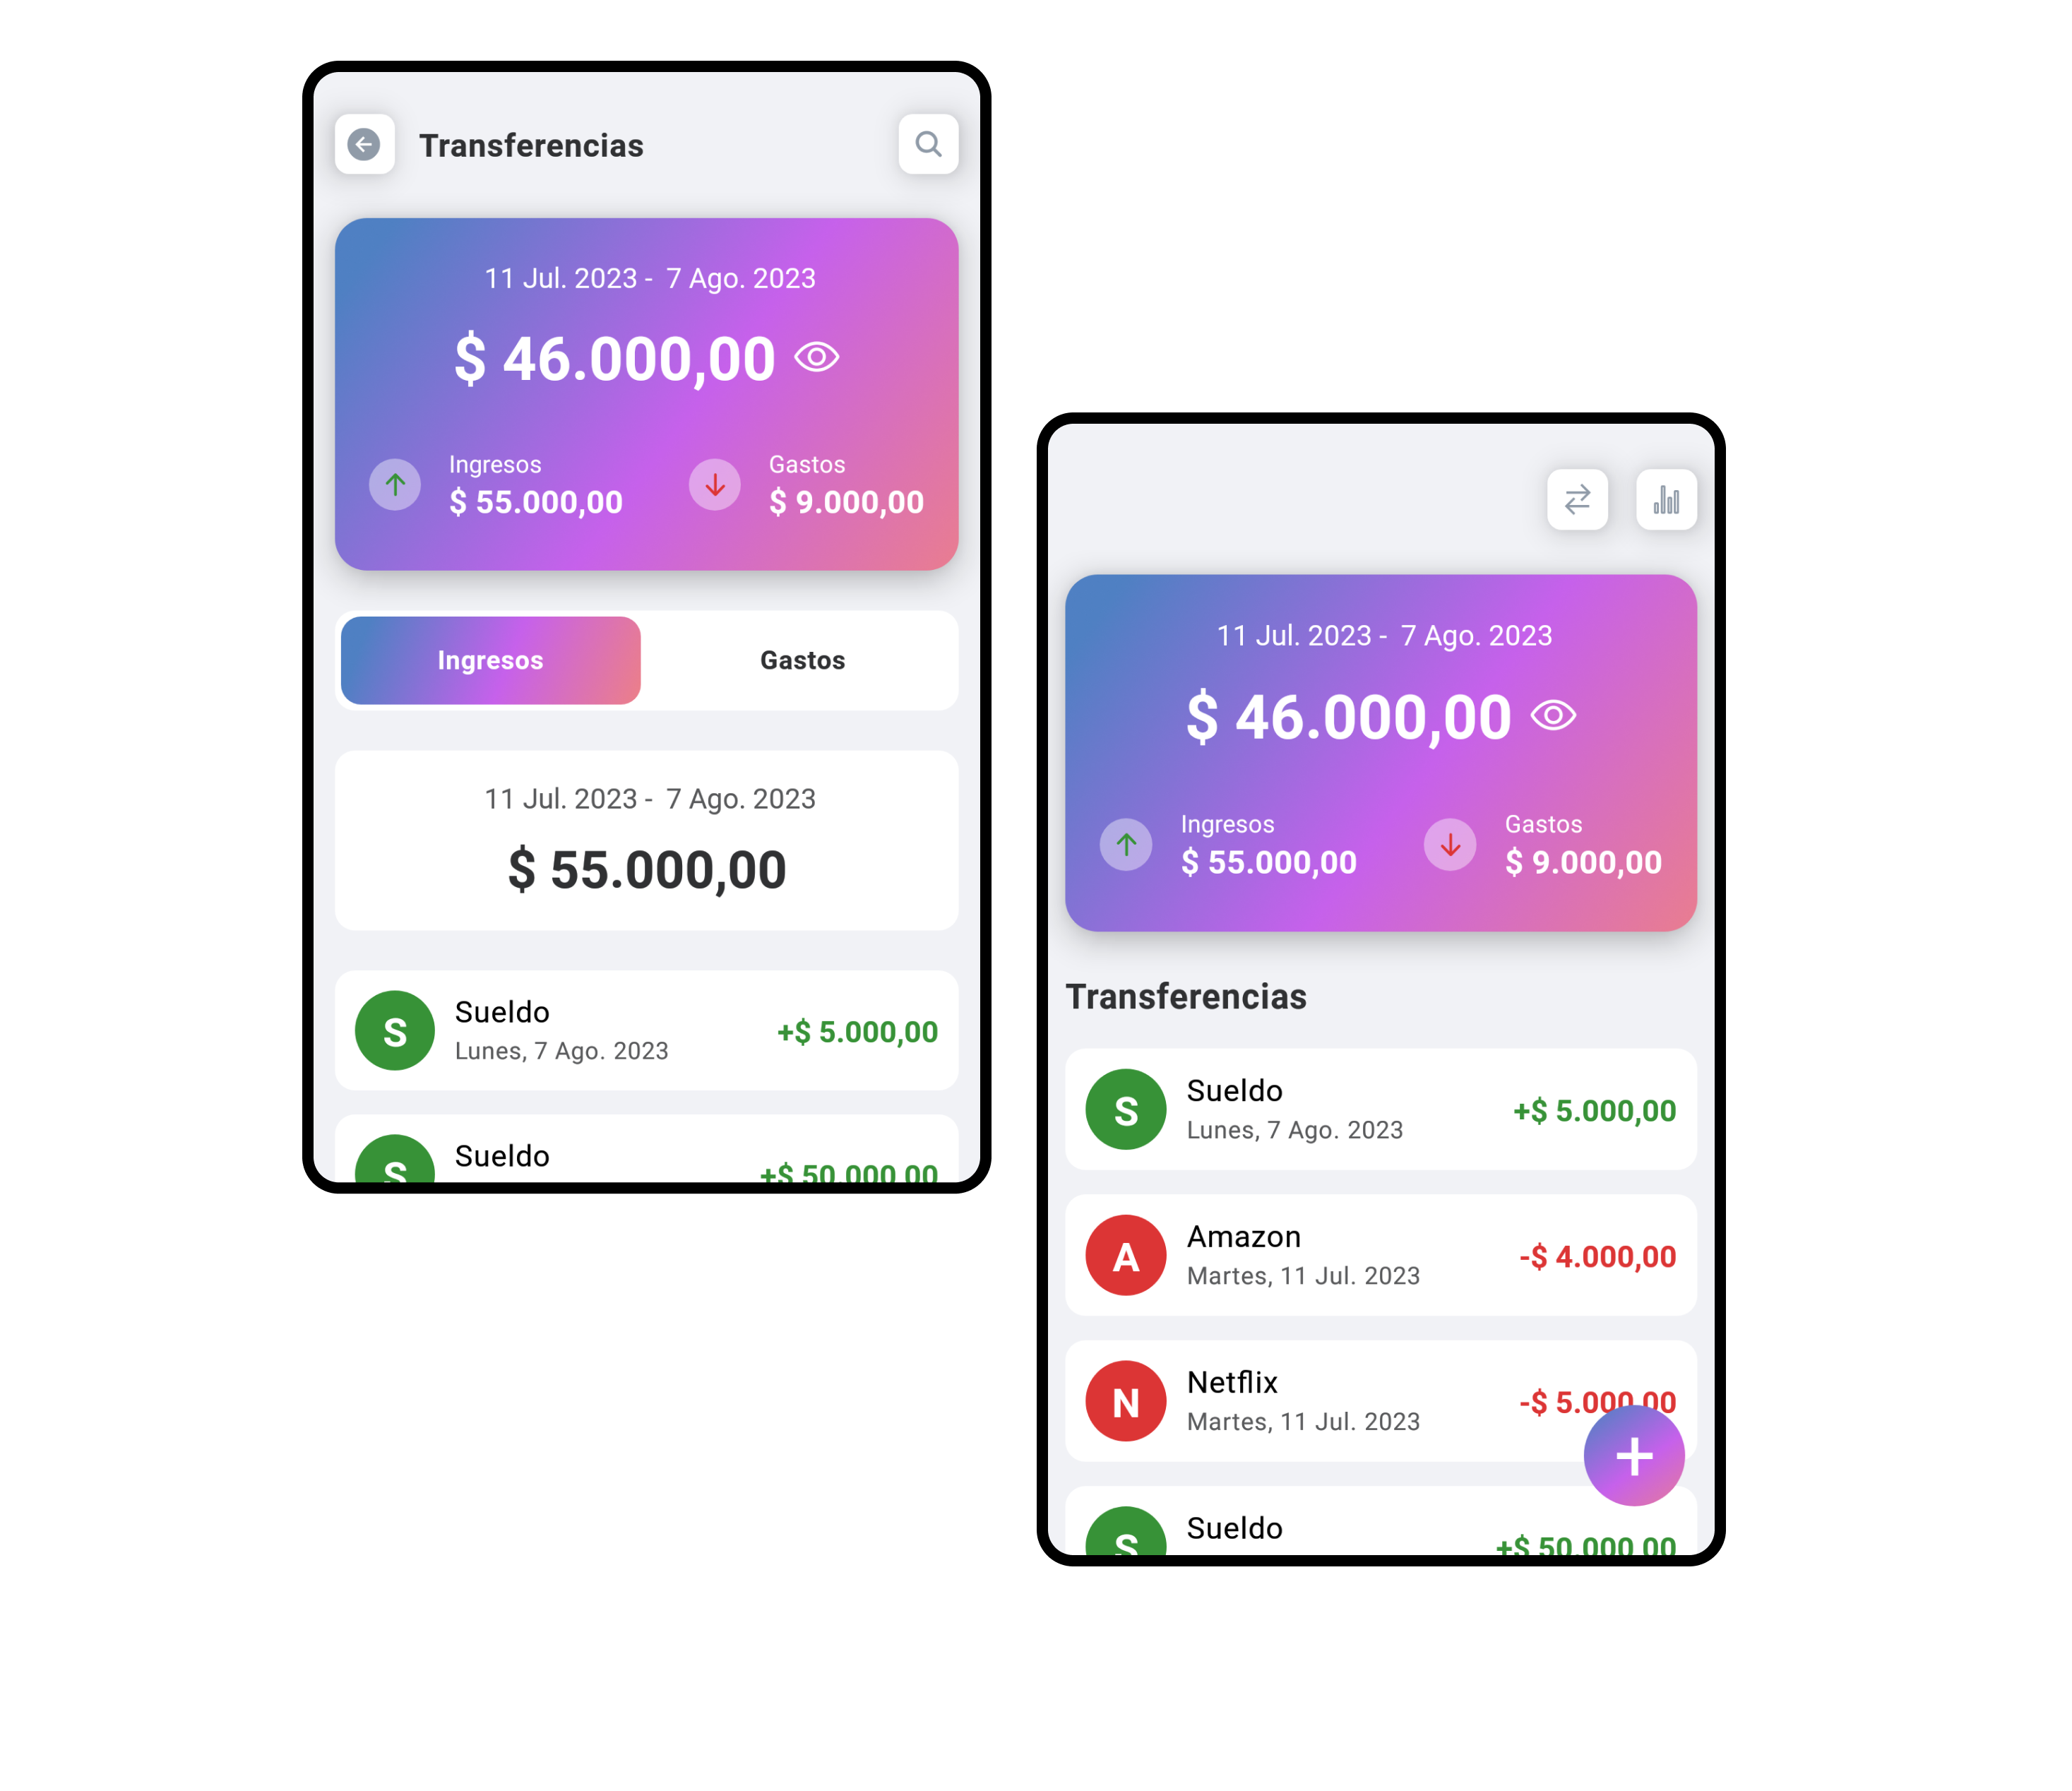 Transferencias
11 Jul. 2023 -  7 Ago. 2023
$ 46.000,00
Ingresos
$ 55.000,00
Gastos
$ 9.000,00
Ingresos
Gastos
11 Jul. 2023 -  7 Ago. 2023
$ 55.000,00
S
Sueldo
Lunes, 7 Ago. 2023
+$ 5.000,00
S
Sueldo
+$ 50.000,00
11 Jul. 2023 -  7 Ago. 2023
$ 46.000,00
Ingresos
$ 55.000,00
Gastos
$ 9.000,00
Transferencias
S
Sueldo
Lunes, 7 Ago. 2023
+$ 5.000,00
A
Amazon
Martes, 11 Jul. 2023
-$ 4.000,00
N
Netflix
Martes, 11 Jul. 2023
-$ 5.000,00
S
Sueldo
+$ 50.000,00